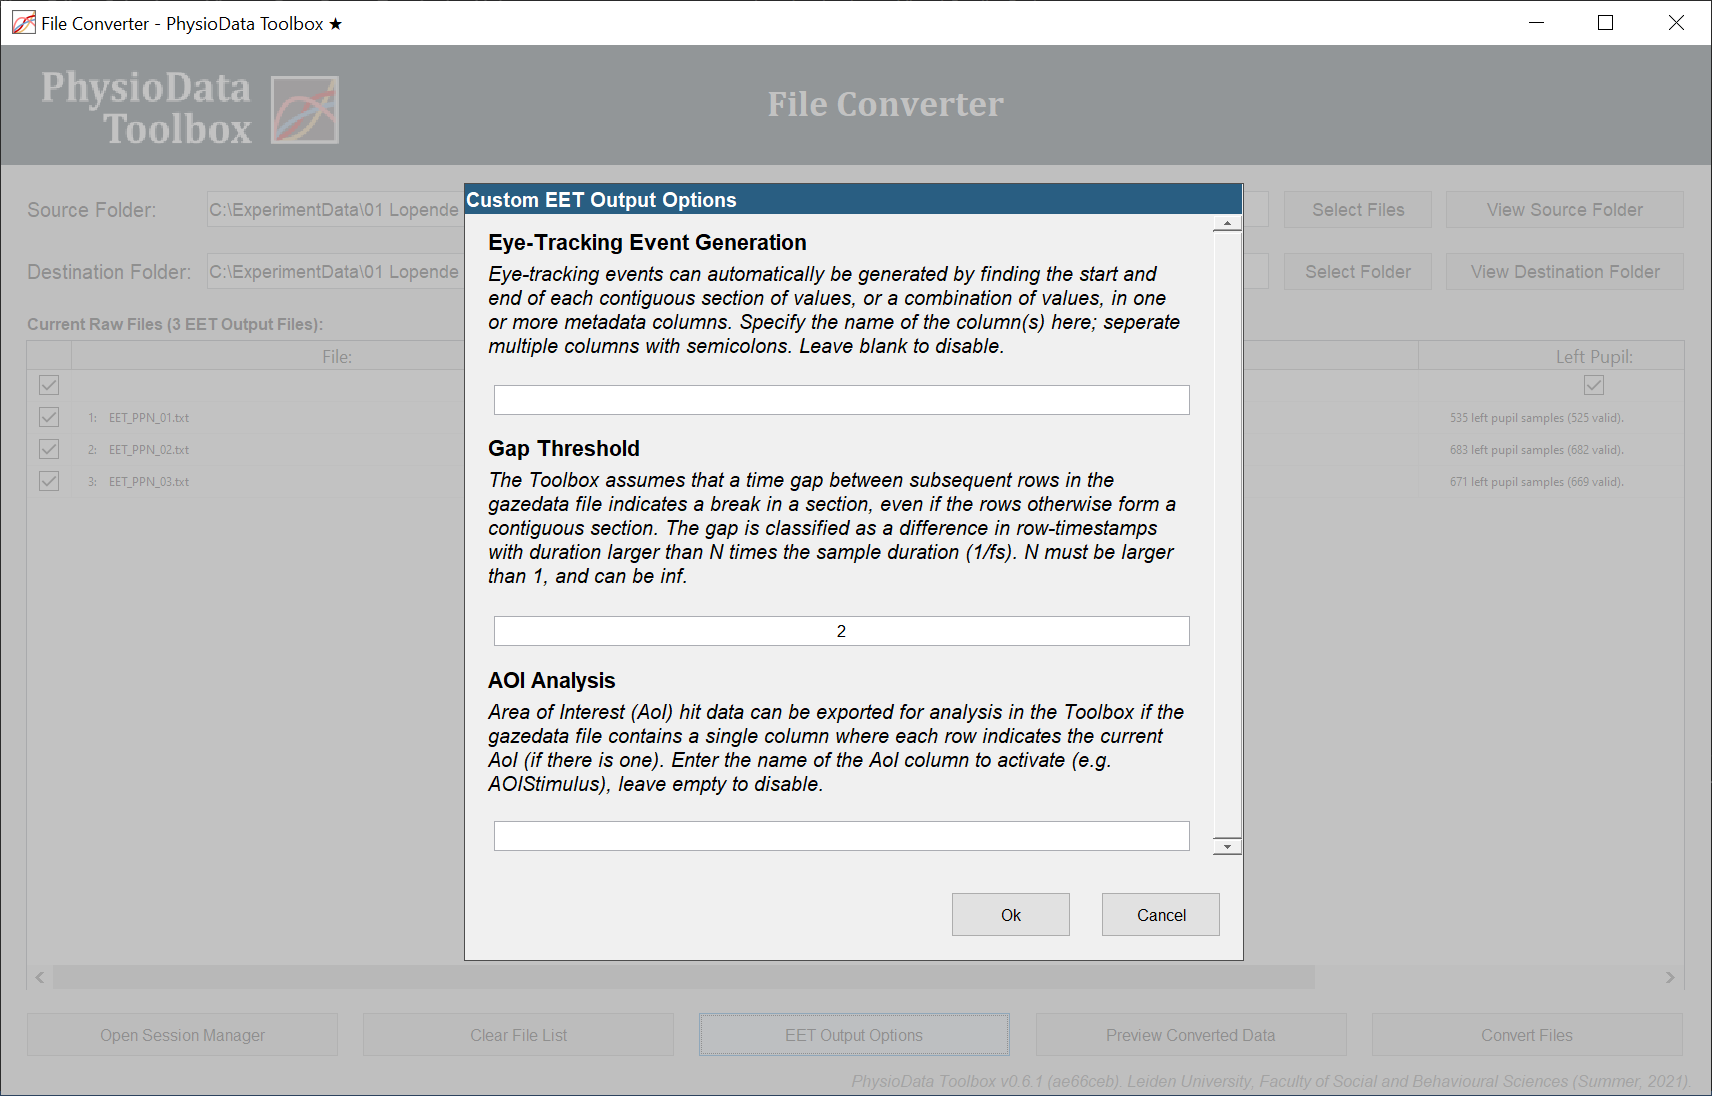 File Converter - PhysioData Toolbox ★
PhysioData
Toolbox
File Converter
Source Folder:
C:\ExperimentData\01 Lopende
Select Files
View Source Folder
Destination Folder:
C:\ExperimentData\01 Lopende
Select Folder
View Destination Folder
Current Raw Files (3 EET Output Files):
File:
Left Pupil:
1: EET_PPN_01.txt
535 left pupil samples (525 valid).
2: EET_PPN_02.txt
683 left pupil samples (682 valid).
3: EET_PPN_03.txt
671 left pupil samples (669 valid).
Custom EET Output Options
Eye-Tracking Event Generation
Eye-tracking events can automatically be generated by finding the start and
end of each contiguous section of values, or a combination of values, in one
or more metadata columns. Specify the name of the column(s) here; seperate
multiple columns with semicolons. Leave blank to disable.
Gap Threshold
The Toolbox assumes that a time gap between subsequent rows in the
gazedata file indicates a break in a section, even if the rows otherwise form a
contiguous section. The gap is classified as a difference in row-timestamps
with duration larger than N times the sample duration (1/fs). N must be larger
than 1, and can be inf.
2
AOI Analysis
Area of Interest (AoI) hit data can be exported for analysis in the Toolbox if the
gazedata file contains a single column where each row indicates the current
AoI (if there is one). Enter the name of the AoI column to activate (e.g.
AOIStimulus), leave empty to disable.
Ok
Cancel
Open Session Manager
Clear File List
EET Output Options
Preview Converted Data
Convert Files
PhysioData Toolbox v0.6.1 (ae66ceb). Leiden University, Faculty of Social and Behavioural Sciences (Summer, 2021).